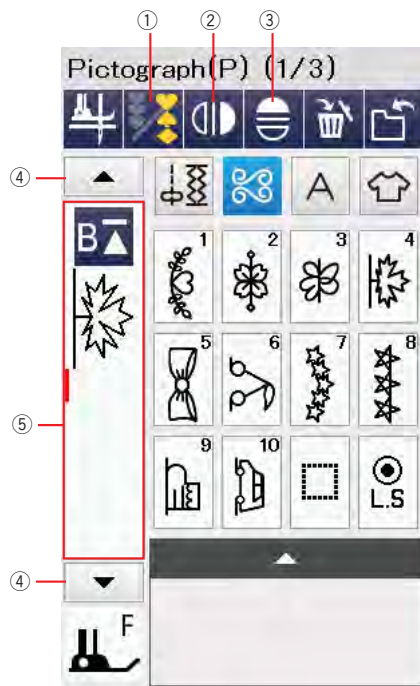 ① ② ③
Pictograph(P) (1/3)
④
A
B
1 2 3 4
5 6 7 8
⑤
9 10
L.S
④
F